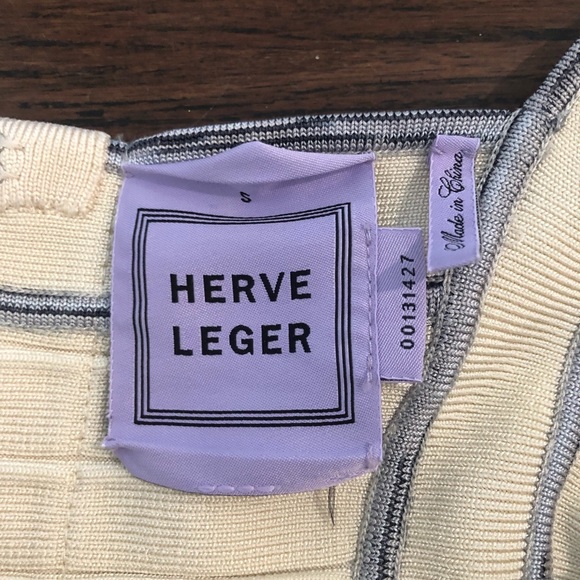 S
HERVE
LEGER
00131427
Made in China